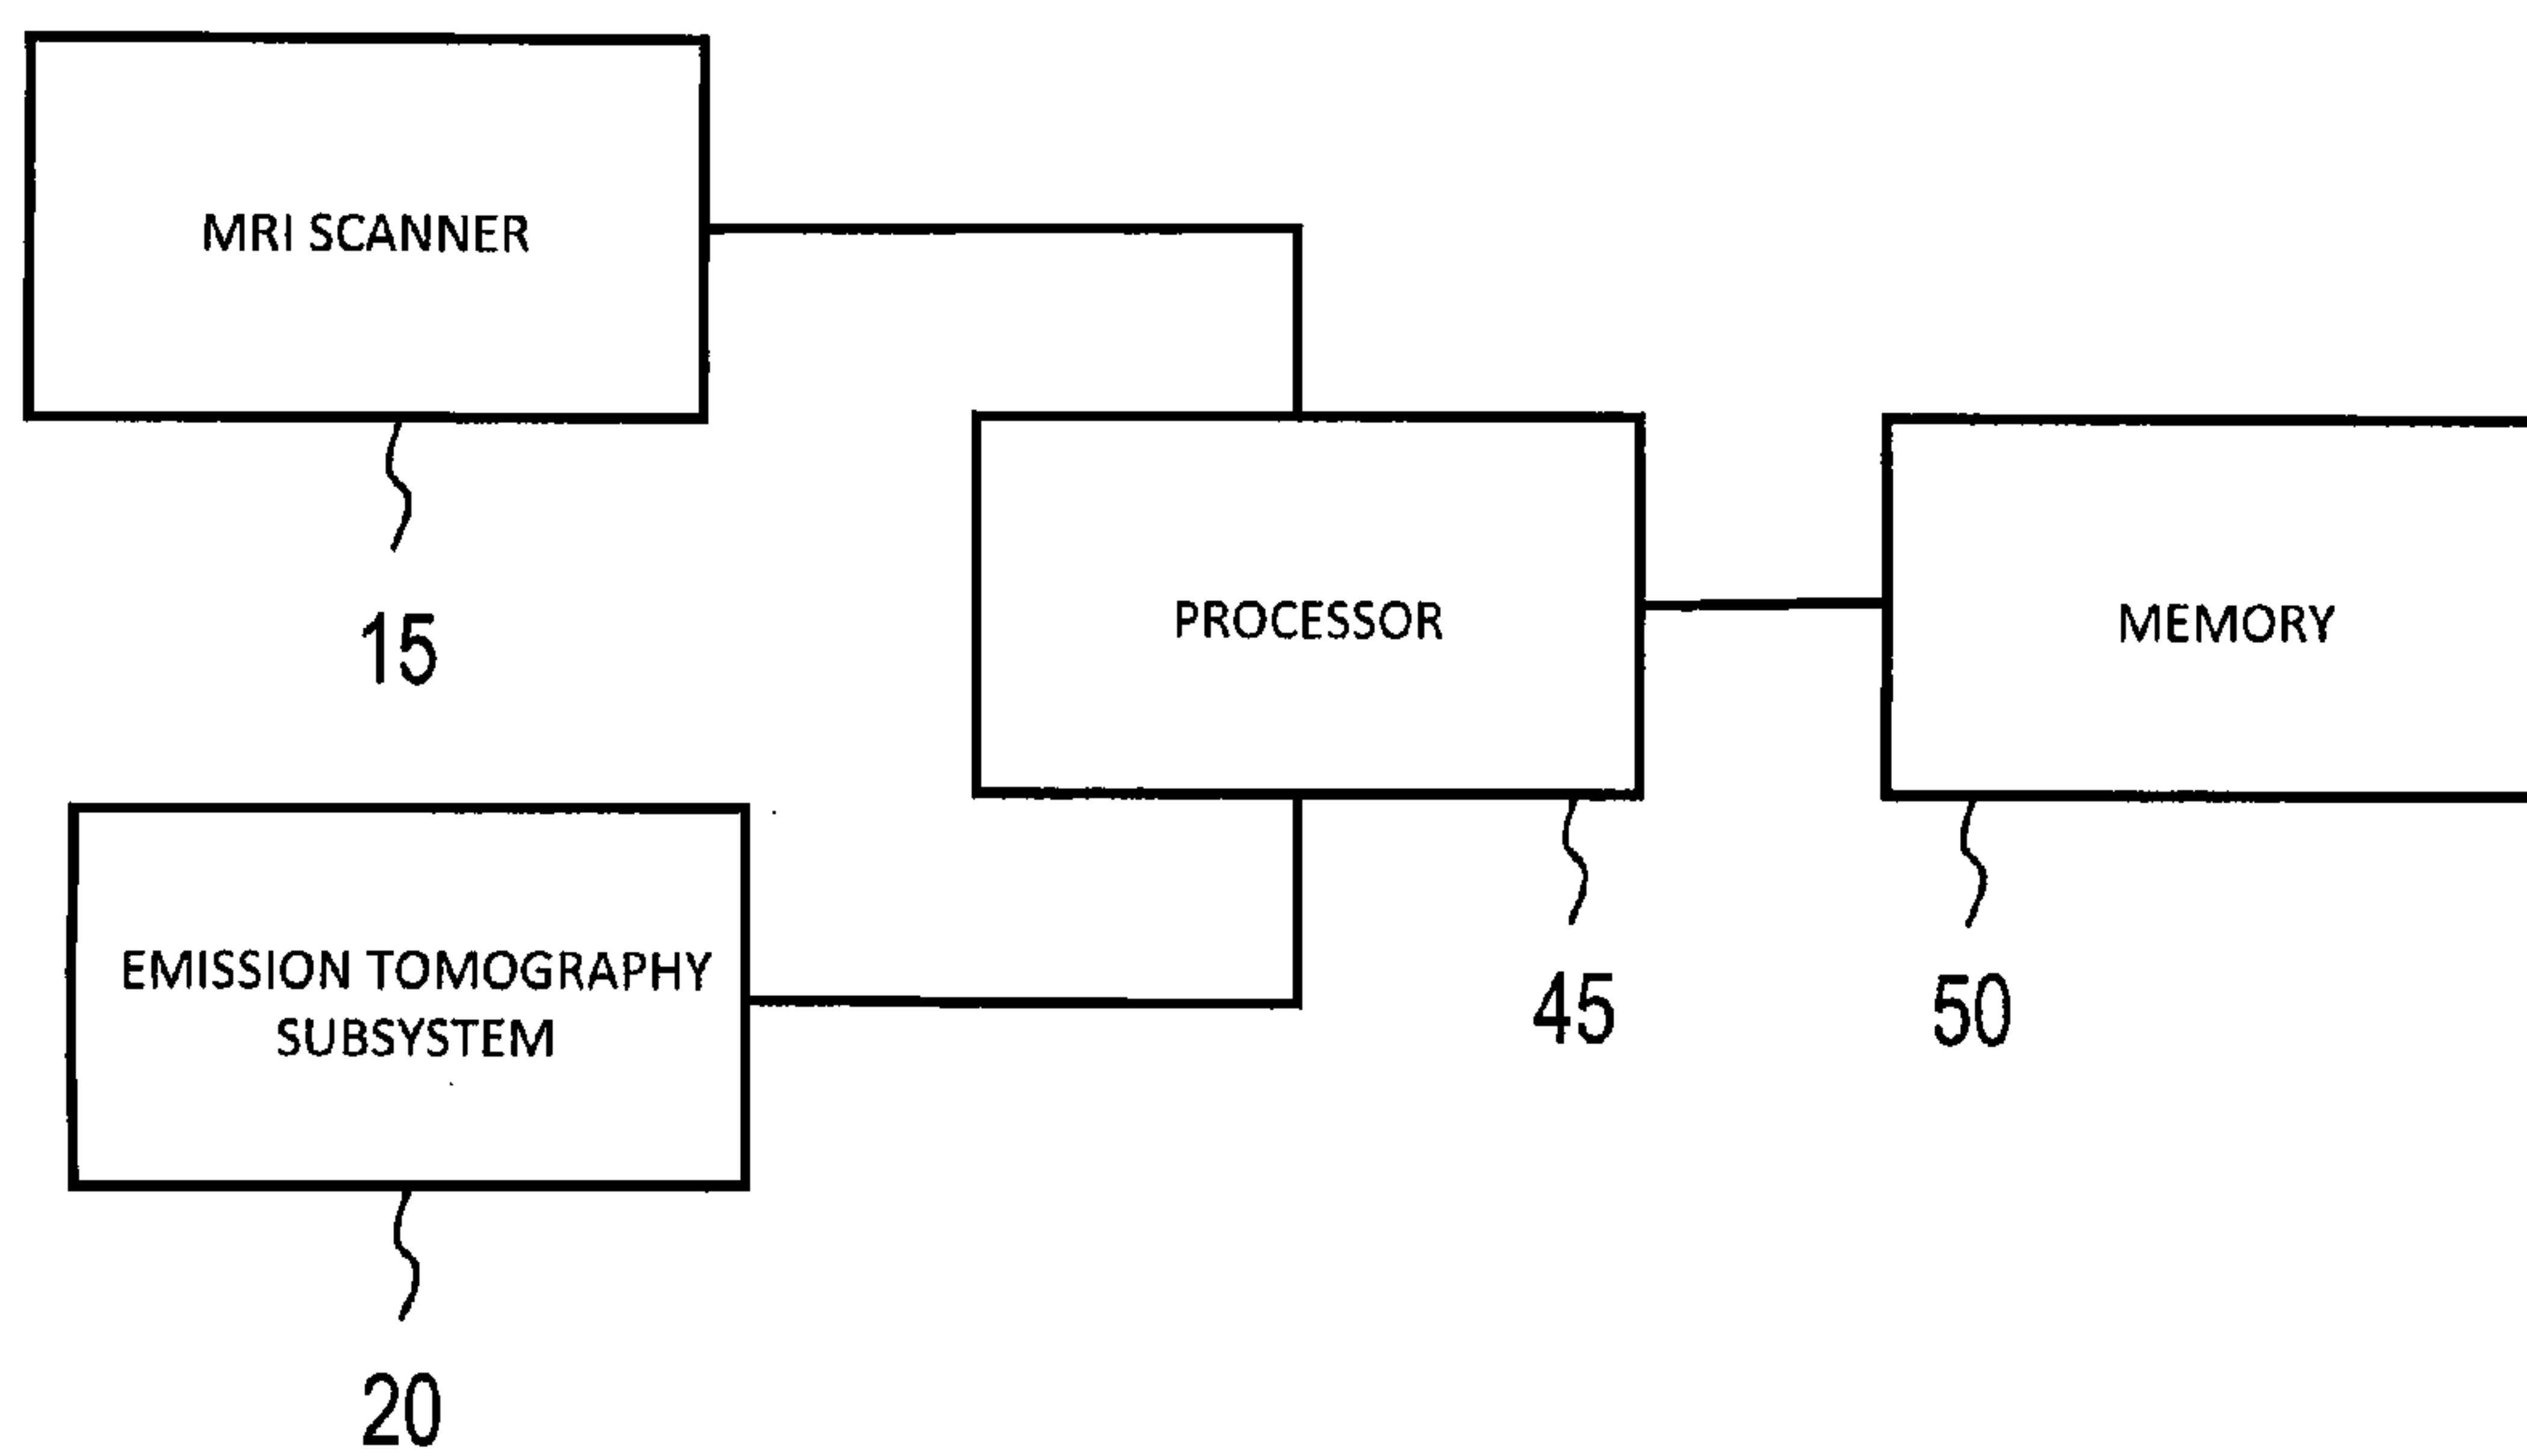 MRI SCANNER
15
PROCESSOR
45
MEMORY
50
EMISSION TOMOGRAPHY
SUBSYSTEM
20